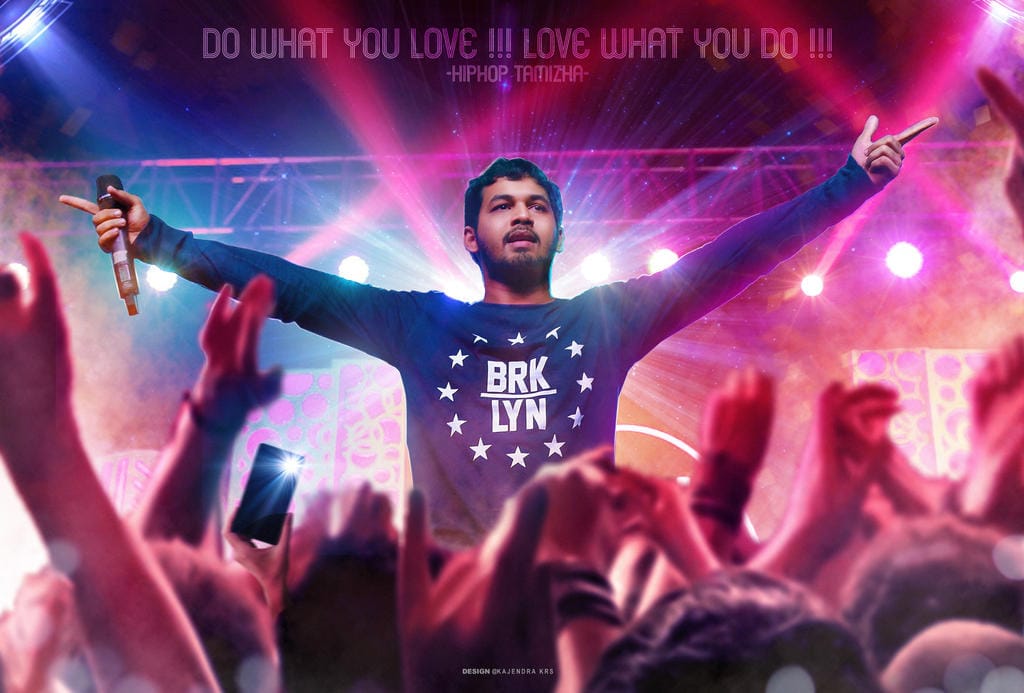 DO WHAT YOU LOVE !!! LOVE WHAT YOU DO !!!
-HIPHOP TAMIZHA-
BRK
LYN
DESIGN @KAJENDRA KRS